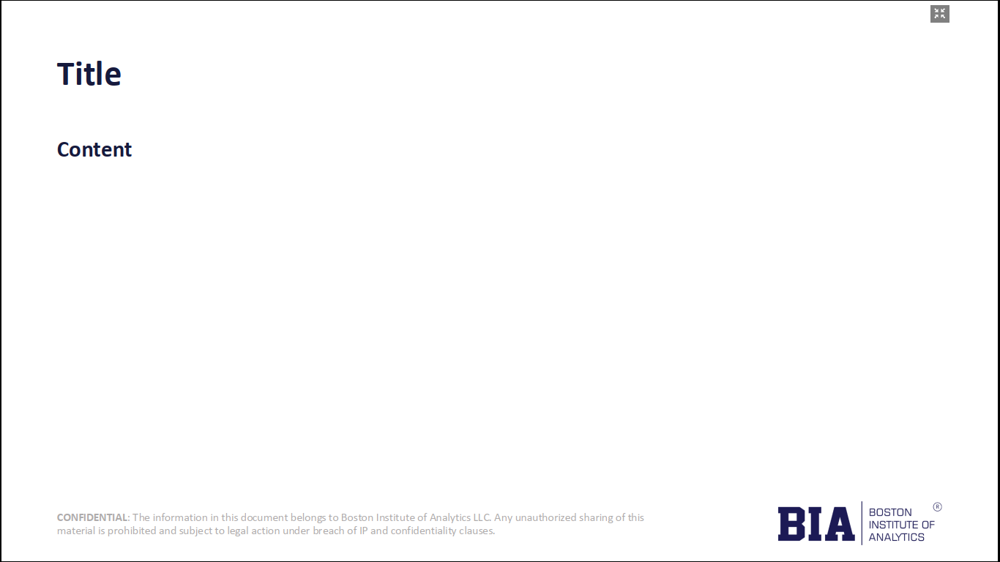 Title
Content
CONFIDENTIAL: The information in this document belongs to Boston Institute of Analytics LLC. Any unauthorized sharing of this
material is prohibited and subject to legal action under breach of IP and confidentiality clauses.
BIA
BOSTON
INSTITUTE OF
ANALYTICS
®